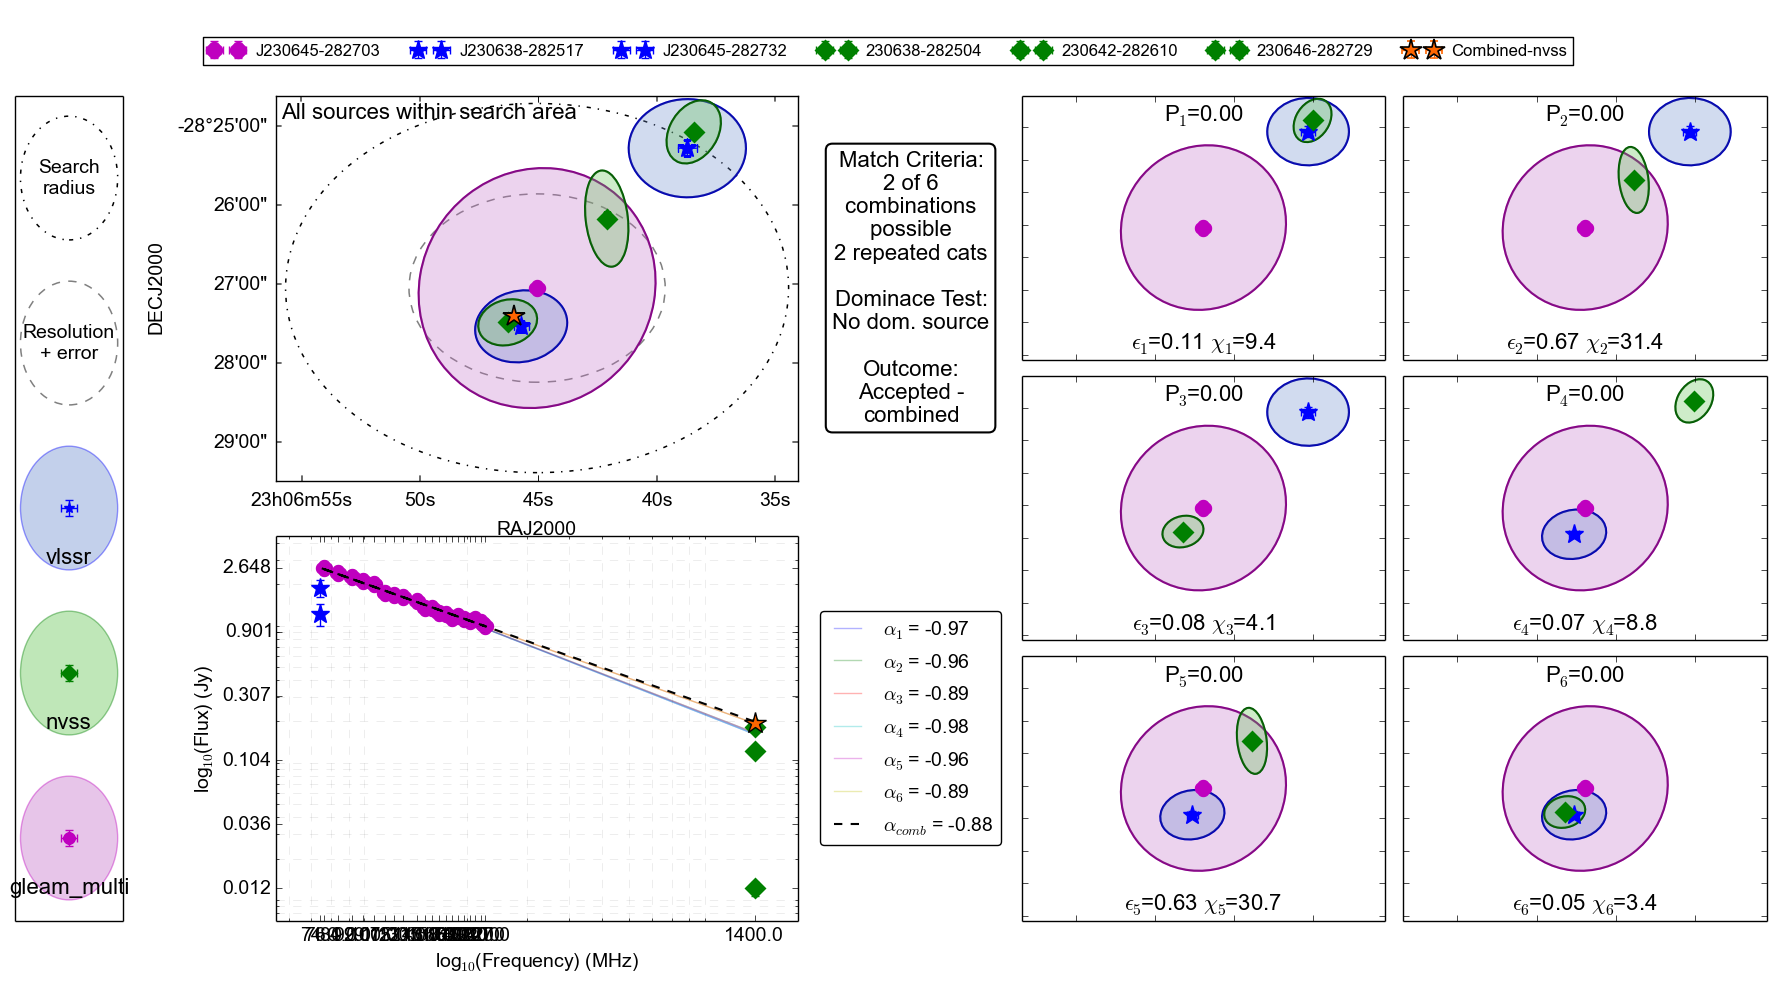 J230645-282703 J230638-282517 J230645-282732 230638-282504 230642-282610 230646-282729 Combined-nvss
Search
radius
Resolution
+ error
vlssr
nvss
gleam_multi
All sources within search area
DECJ2000
-28°25'00"
26'00"
27'00"
28'00"
29'00"
23h06m55s 50s 45s 40s 35s
RAJ2000
Match Criteria:
2 of 6
combinations
possible
2 repeated cats
Dominace Test:
No dom. source
Outcome:
Accepted -
combined
log₁₀(Flux) (Jy)
2.648
0.901
0.307
0.104
0.036
0.012
1400.0
log₁₀(Frequency) (MHz)
α₁ = -0.97
α₂ = -0.96
α₃ = -0.89
α₄ = -0.98
α₅ = -0.96
α₆ = -0.89
α_comb = -0.88
P₁=0.00
ϵ₁=0.11 χ₁=9.4
P₂=0.00
ϵ₂=0.67 χ₂=31.4
P₃=0.00
ϵ₃=0.08 χ₃=4.1
P₄=0.00
ϵ₄=0.07 χ₄=8.8
P₅=0.00
ϵ₅=0.63 χ₅=30.7
P₆=0.00
ϵ₆=0.05 χ₆=3.4